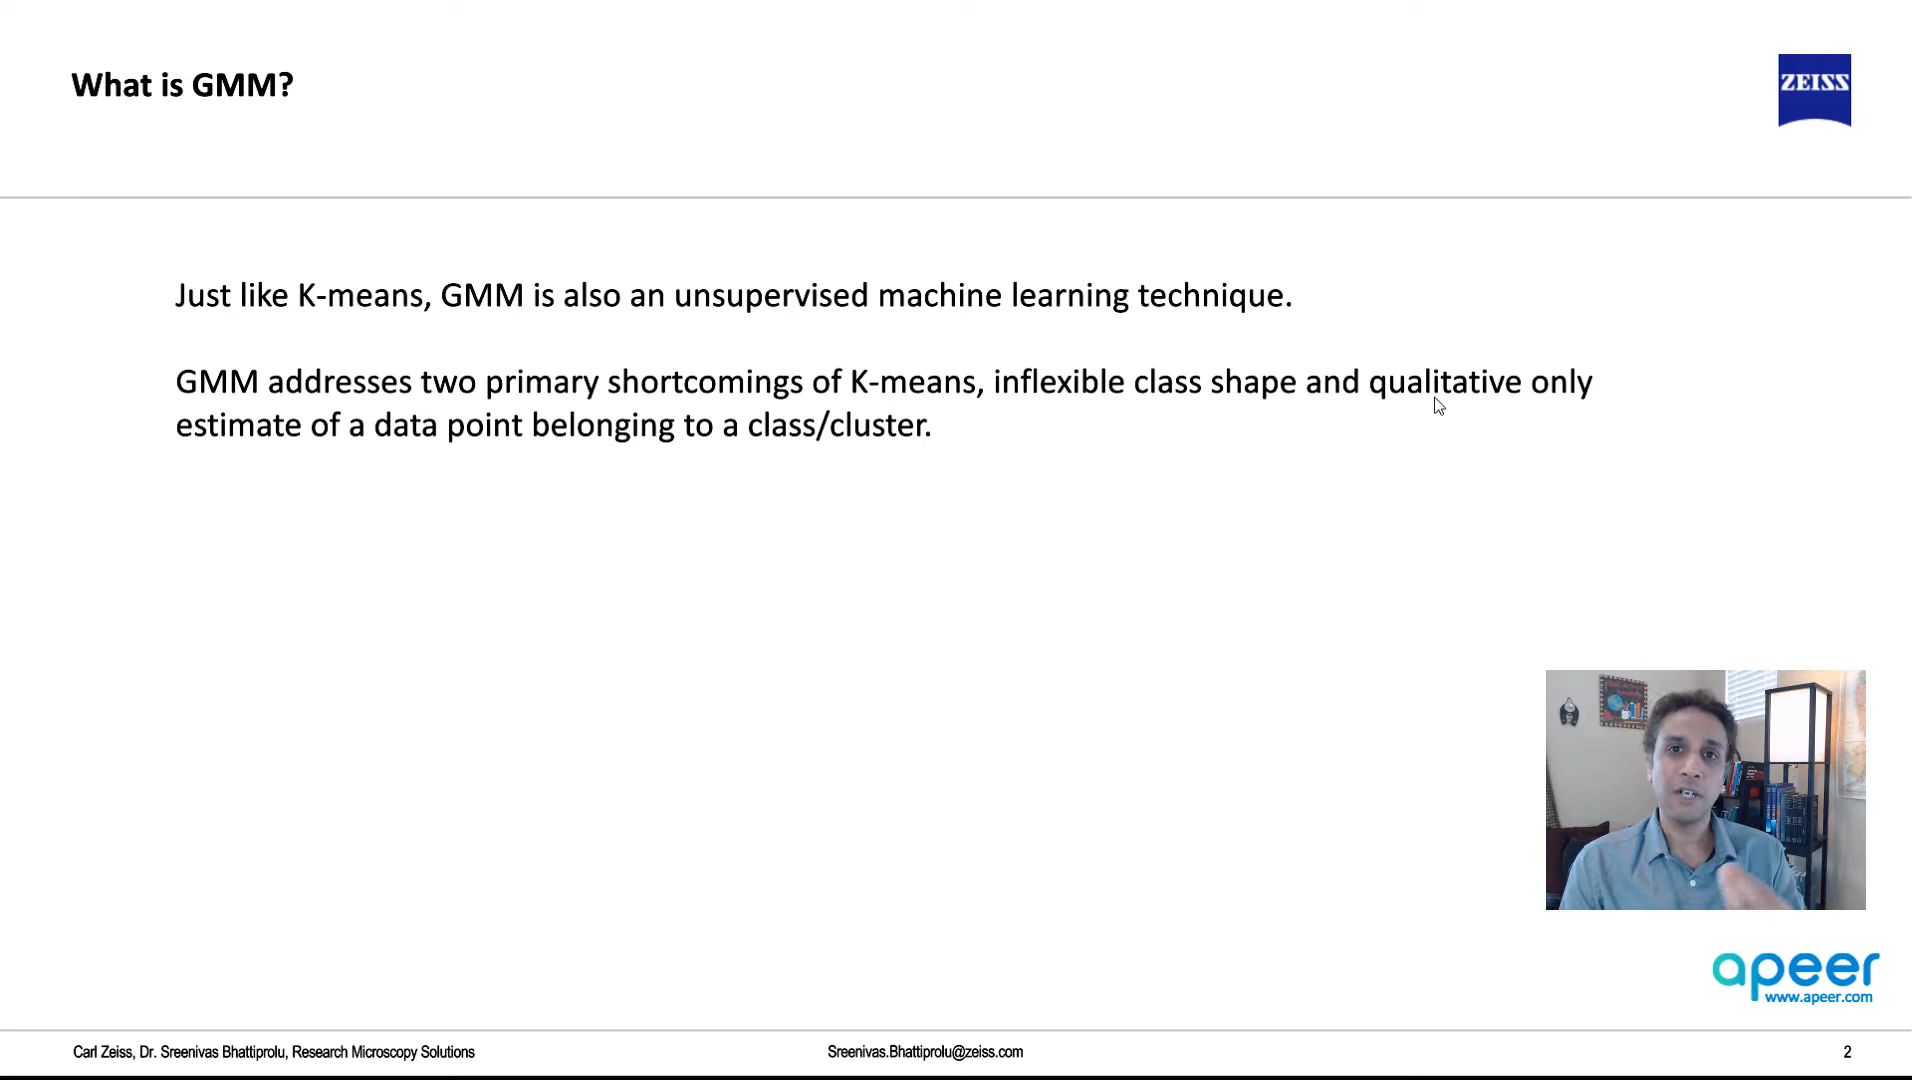 What is GMM?
ZEISS
Just like K-means, GMM is also an unsupervised machine learning technique.
GMM addresses two primary shortcomings of K-means, inflexible class shape and qualitative only
estimate of a data point belonging to a class/cluster.
apeer
www.apeer.com
Carl Zeiss, Dr. Sreenivas Bhattiprolu, Research Microscopy Solutions
Sreenivas.Bhattiprolu@zeiss.com
2